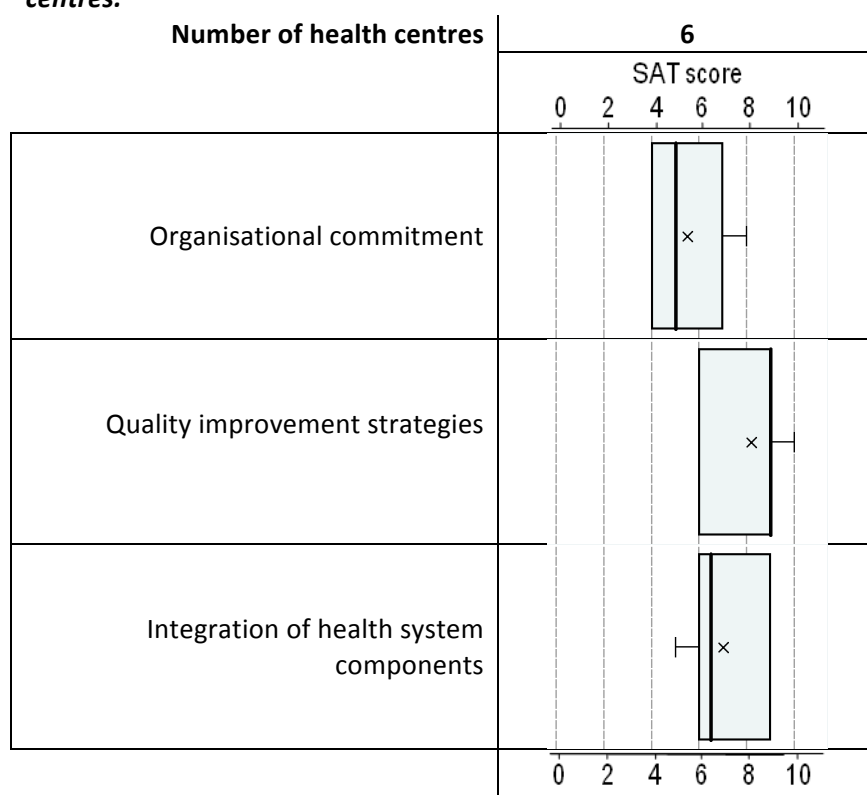 centres.
Number of health centres 6
SAT score
0 2 4 6 8 10
Organisational commitment
Quality improvement strategies
Integration of health system
components
0 2 4 6 8 10